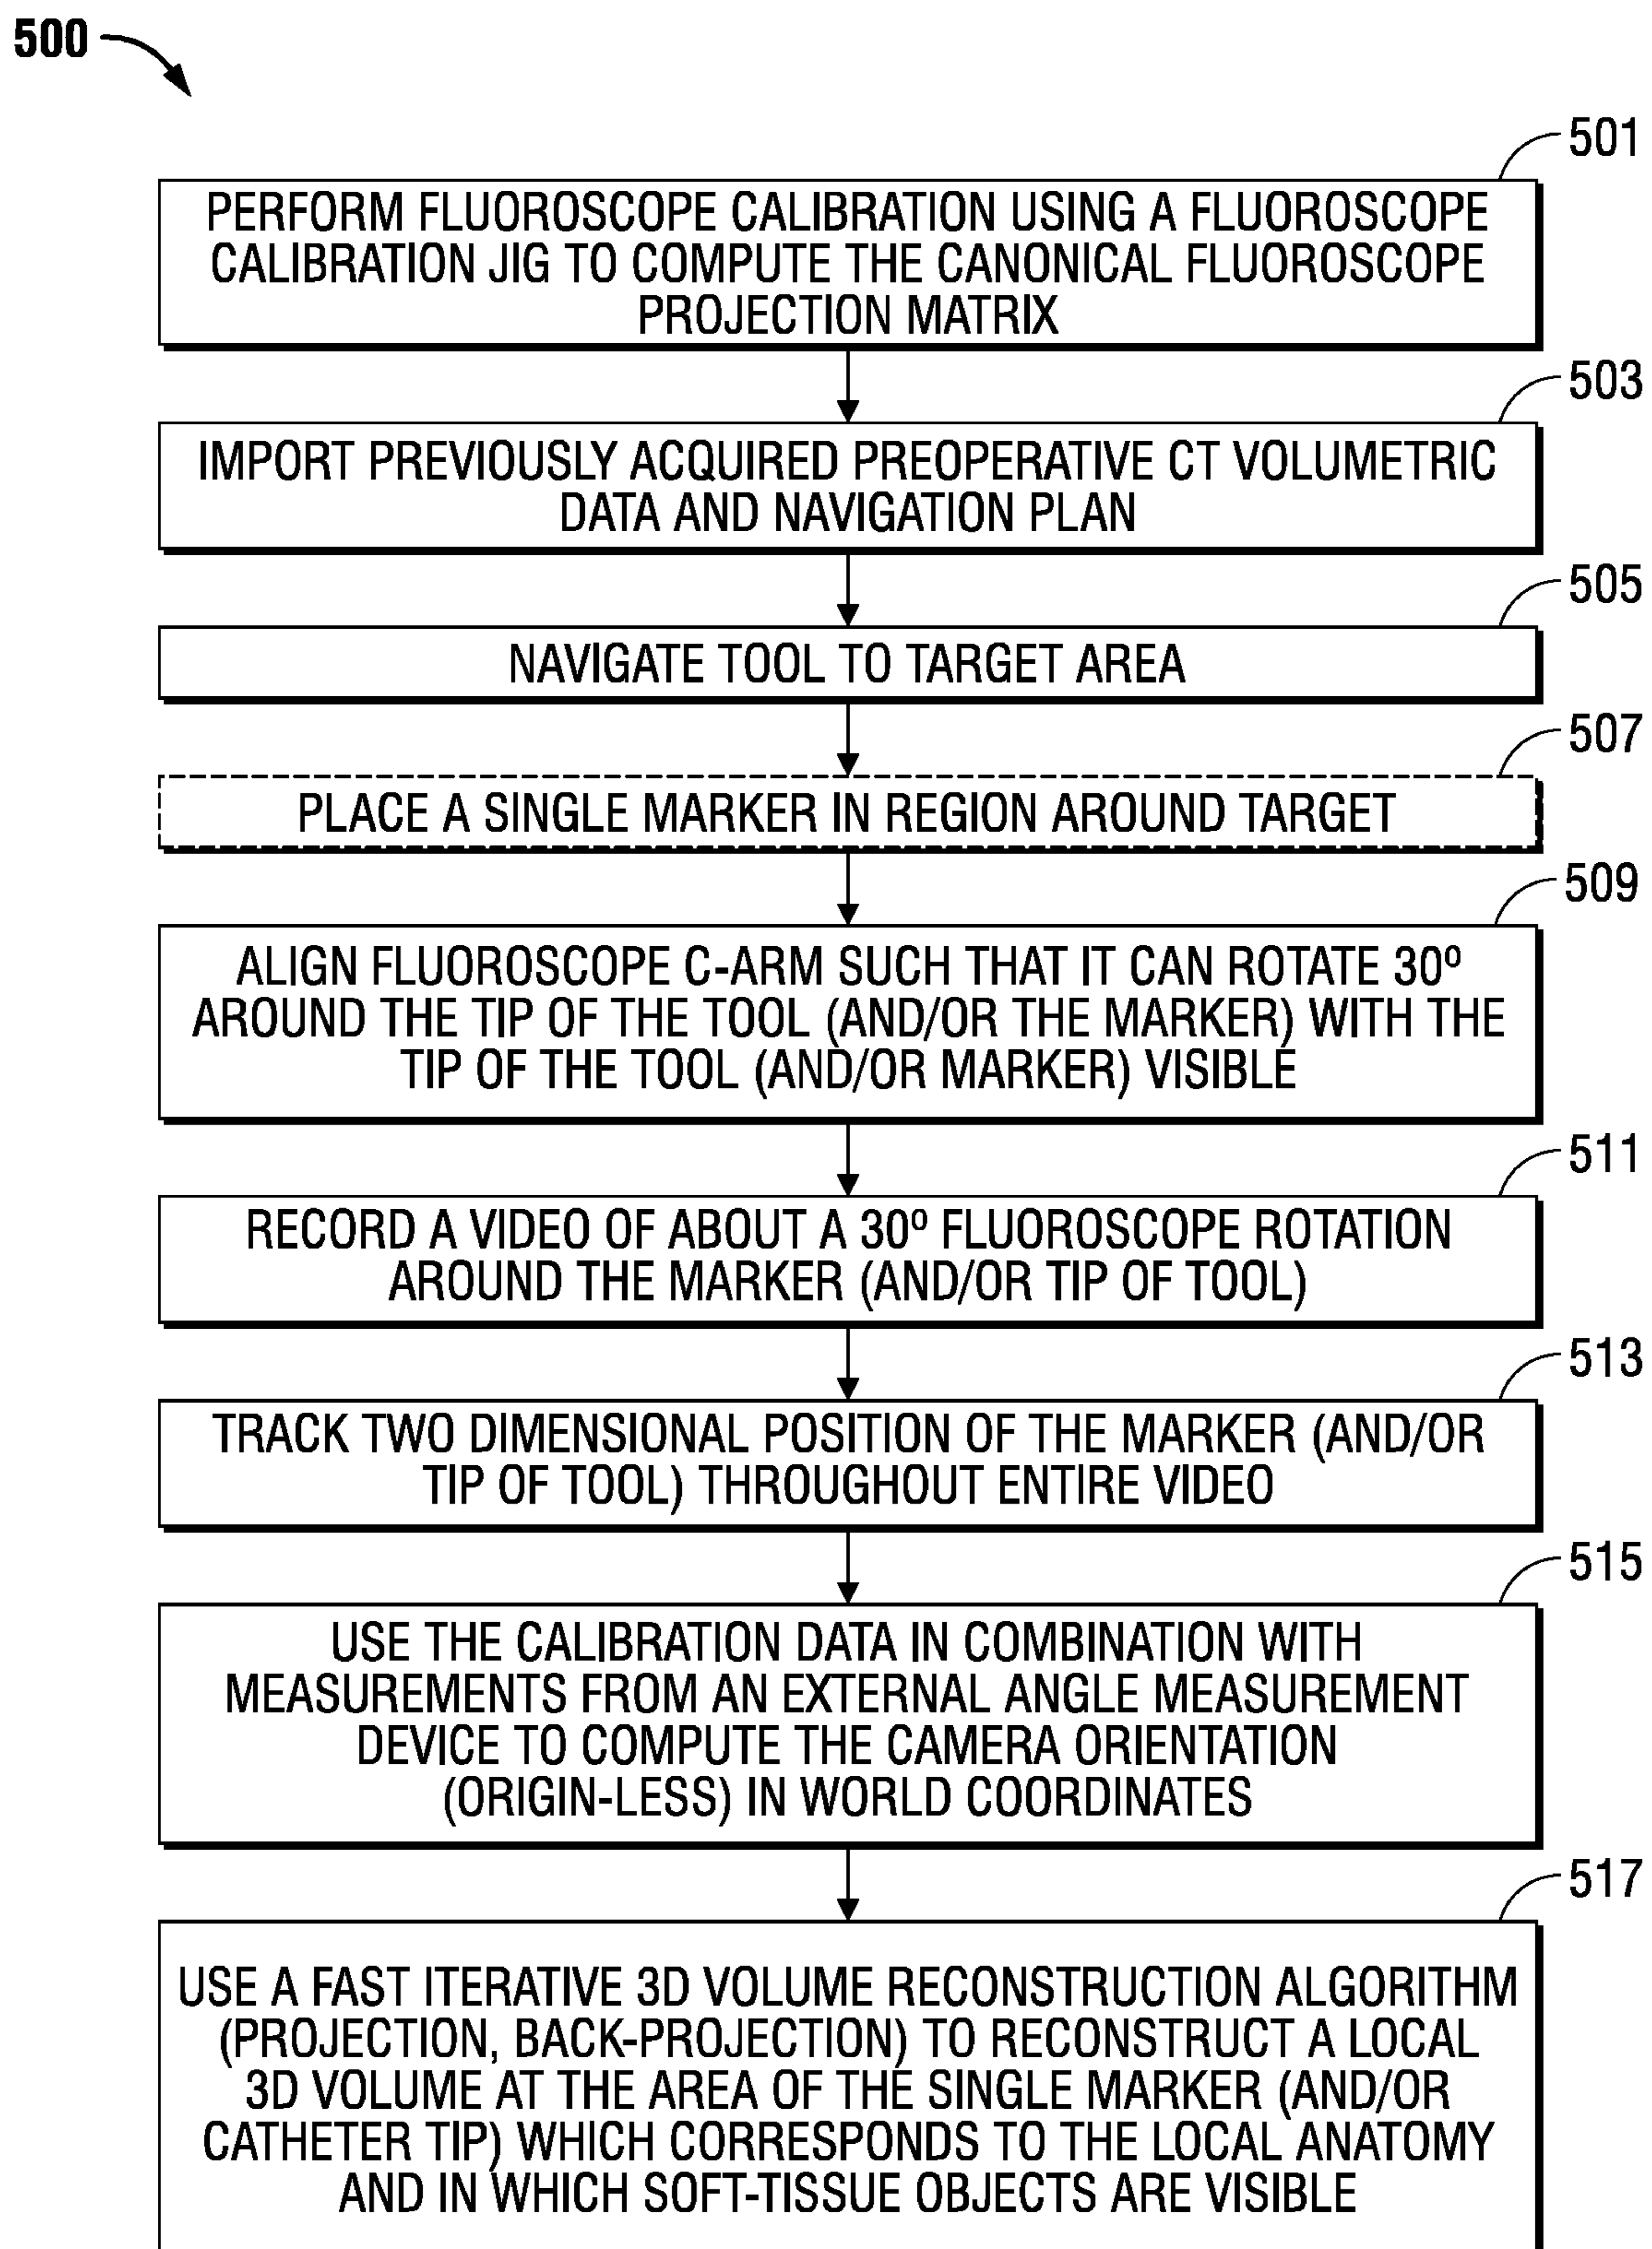 500
501
PERFORM FLUOROSCOPE CALIBRATION USING A FLUOROSCOPE
CALIBRATION JIG TO COMPUTE THE CANONICAL FLUOROSCOPE
PROJECTION MATRIX
503
IMPORT PREVIOUSLY ACQUIRED PREOPERATIVE CT VOLUMETRIC
DATA AND NAVIGATION PLAN
505
NAVIGATE TOOL TO TARGET AREA
507
PLACE A SINGLE MARKER IN REGION AROUND TARGET
509
ALIGN FLUOROSCOPE C-ARM SUCH THAT IT CAN ROTATE 30º
AROUND THE TIP OF THE TOOL (AND/OR THE MARKER) WITH THE
TIP OF THE TOOL (AND/OR MARKER) VISIBLE
511
RECORD A VIDEO OF ABOUT A 30º FLUOROSCOPE ROTATION
AROUND THE MARKER (AND/OR TIP OF TOOL)
513
TRACK TWO DIMENSIONAL POSITION OF THE MARKER (AND/OR
TIP OF TOOL) THROUGHOUT ENTIRE VIDEO
515
USE THE CALIBRATION DATA IN COMBINATION WITH
MEASUREMENTS FROM AN EXTERNAL ANGLE MEASUREMENT
DEVICE TO COMPUTE THE CAMERA ORIENTATION
(ORIGIN-LESS) IN WORLD COORDINATES
517
USE A FAST ITERATIVE 3D VOLUME RECONSTRUCTION ALGORITHM
(PROJECTION, BACK-PROJECTION) TO RECONSTRUCT A LOCAL
3D VOLUME AT THE AREA OF THE SINGLE MARKER (AND/OR
CATHETER TIP) WHICH CORRESPONDS TO THE LOCAL ANATOMY
AND IN WHICH SOFT-TISSUE OBJECTS ARE VISIBLE